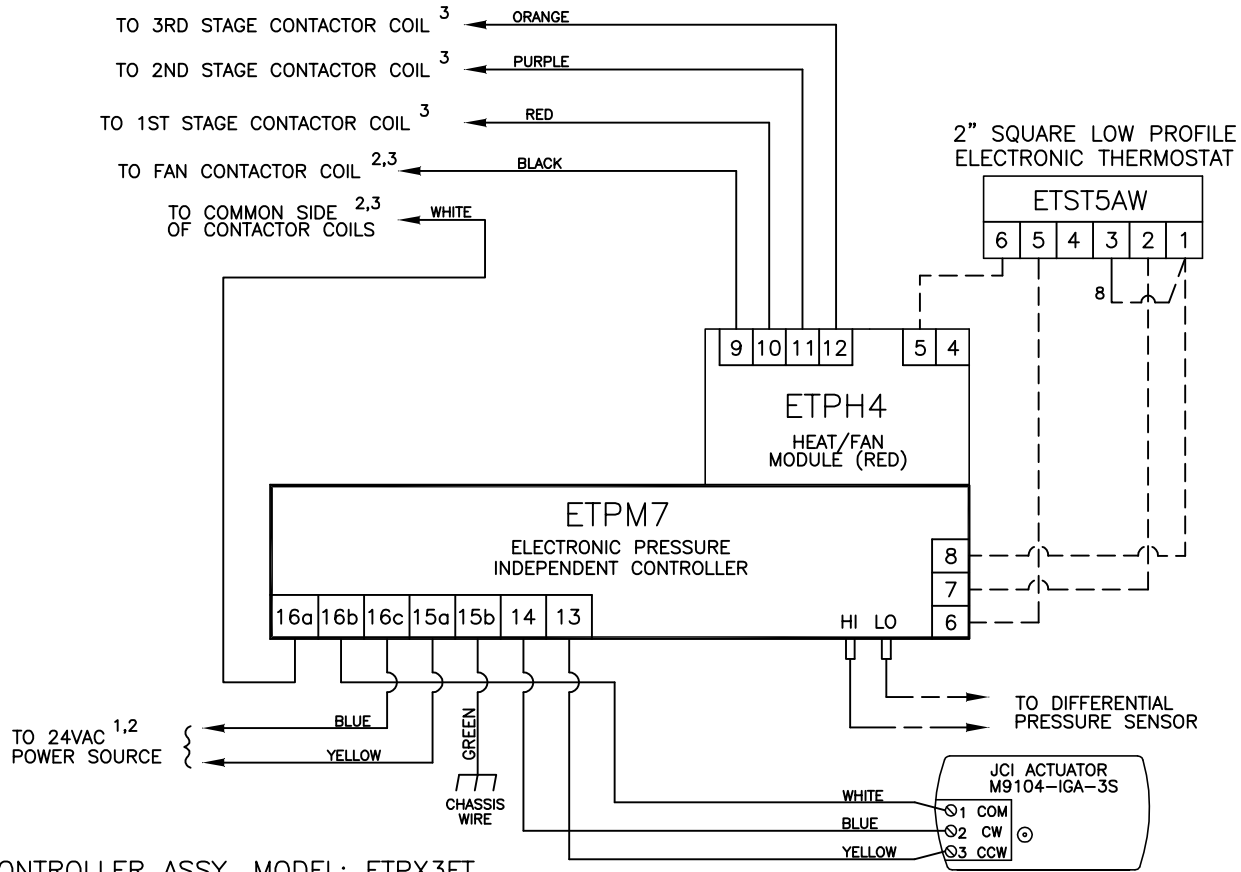 TO 3RD STAGE CONTACTOR COIL 3
ORANGE
TO 2ND STAGE CONTACTOR COIL 3
PURPLE
TO 1ST STAGE CONTACTOR COIL 3
RED
TO FAN CONTACTOR COIL 2,3
BLACK
TO COMMON SIDE 2,3
OF CONTACTOR COILS
WHITE
2" SQUARE LOW PROFILE
ELECTRONIC THERMOSTAT
ETST5AW
6 5 4 3 2 1
8
9 10 11 12 5 4
ETPH4
HEAT/FAN
MODULE (RED)
ETPM7
ELECTRONIC PRESSURE
INDEPENDENT CONTROLLER
8
7
6
16a 16b 16c 15a 15b 14 13
HI LO
TO DIFFERENTIAL
PRESSURE SENSOR
TO 24VAC 1,2
POWER SOURCE
BLUE
YELLOW
GREEN
CHASSIS
WIRE
JCI ACTUATOR
M9104-IGA-3S
WHITE
1 COM
BLUE
2 CW
YELLOW
3 CCW
CONTROLLER ASSY. MODEL: ETPX3FT